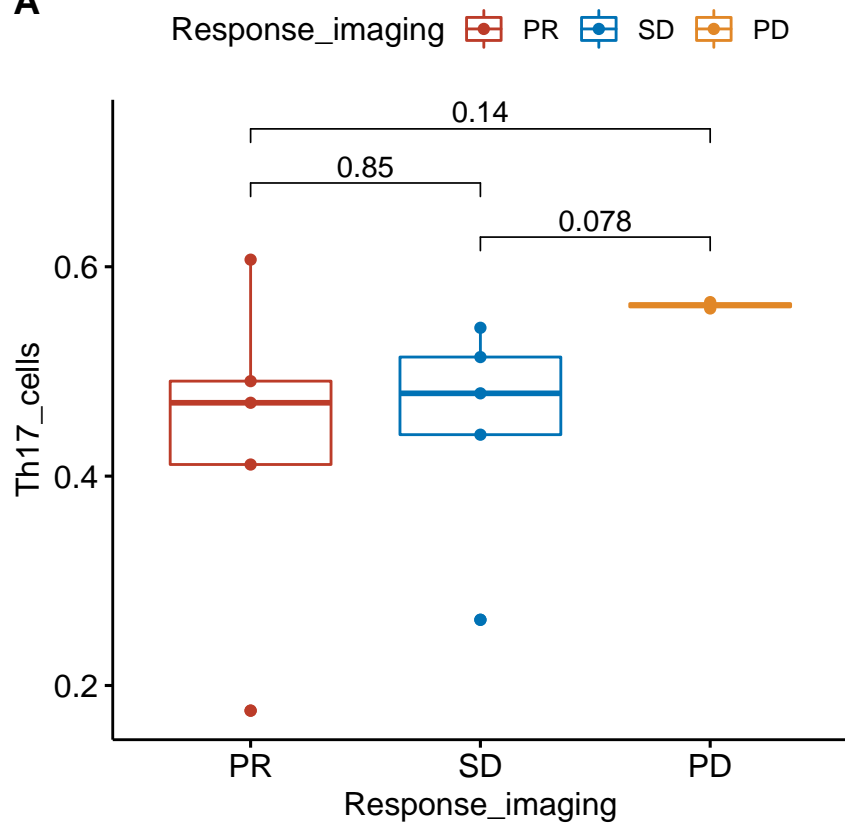 A
Response_imaging PR SD PD
0.14
0.85
0.078
0.6
0.4
0.2
Th17_cells
PR SD PD
Response_imaging